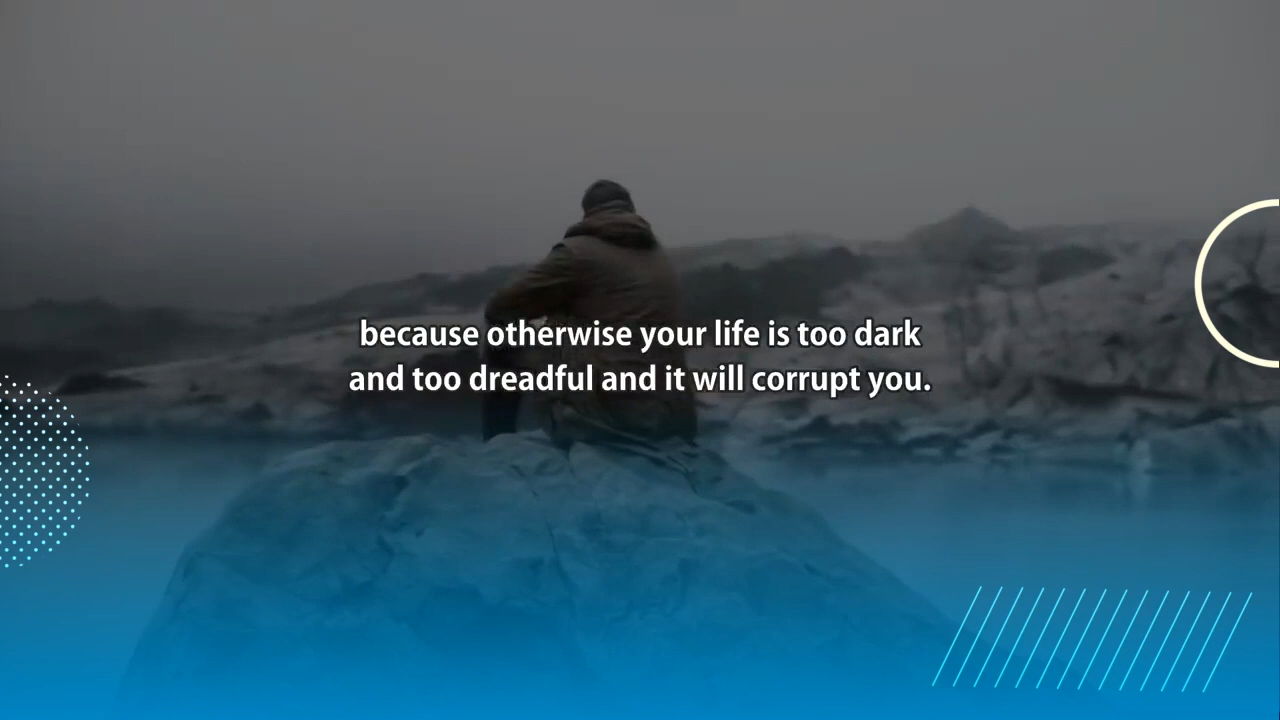 because otherwise your life is too dark
and too dreadful and it will corrupt you.